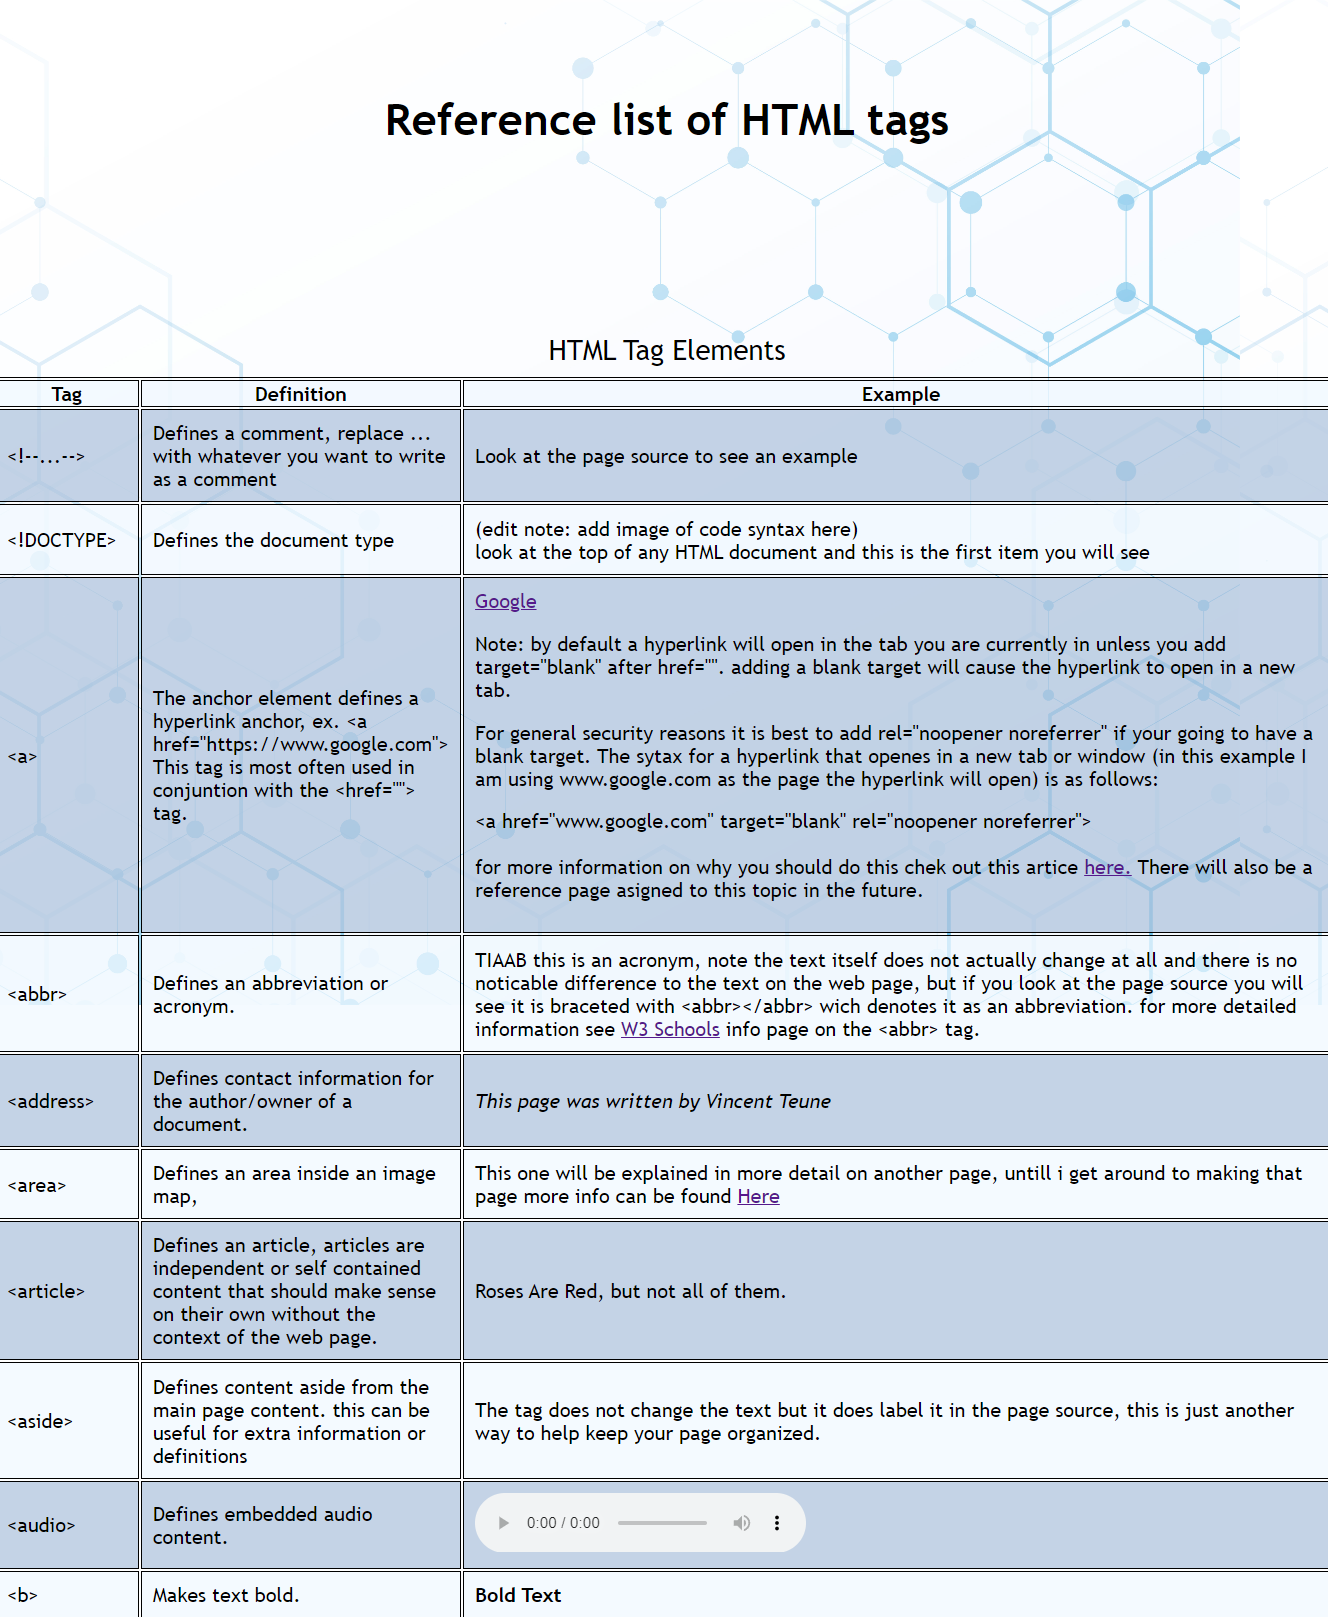 Reference list of HTML tags
HTML Tag Elements
Tag
Definition
Example
<!--...-->
Defines a comment, replace ...
with whatever you want to write
as a comment
Look at the page source to see an example
<!DOCTYPE>
Defines the document type
(edit note: add image of code syntax here)
look at the top of any HTML document and this is the first item you will see
<a>
The anchor element defines a
hyperlink anchor, ex. <a
href="https://www.google.com">
This tag is most often used in
conjuntion with the <href="">
tag.
Google
Note: by default a hyperlink will open in the tab you are currently in unless you add
target="blank" after href="". adding a blank target will cause the hyperlink to open in a new
tab.
For general security reasons it is best to add rel="noopener noreferrer" if your going to have a
blank target. The sytax for a hyperlink that openes in a new tab or window (in this example I
am using www.google.com as the page the hyperlink will open) is as follows:
<a href="www.google.com" target="blank" rel="noopener noreferrer">
for more information on why you should do this chek out this artice here. There will also be a
reference page asigned to this topic in the future.
<abbr>
Defines an abbreviation or
acronym.
TIAAB this is an acronym, note the text itself does not actually change at all and there is no
noticable difference to the text on the web page, but if you look at the page source you will
see it is braceted with <abbr></abbr> wich denotes it as an abbreviation. for more detailed
information see W3 Schools info page on the <abbr> tag.
<address>
Defines contact information for
the author/owner of a
document.
This page was written by Vincent Teune
<area>
Defines an area inside an image
map,
This one will be explained in more detail on another page, untill i get around to making that
page more info can be found Here
<article>
Defines an article, articles are
independent or self contained
content that should make sense
on their own without the
context of the web page.
Roses Are Red, but not all of them.
<aside>
Defines content aside from the
main page content. this can be
useful for extra information or
definitions
The tag does not change the text but it does label it in the page source, this is just another
way to help keep your page organized.
<audio>
Defines embedded audio
content.
0:00 / 0:00
<b>
Makes text bold.
Bold Text